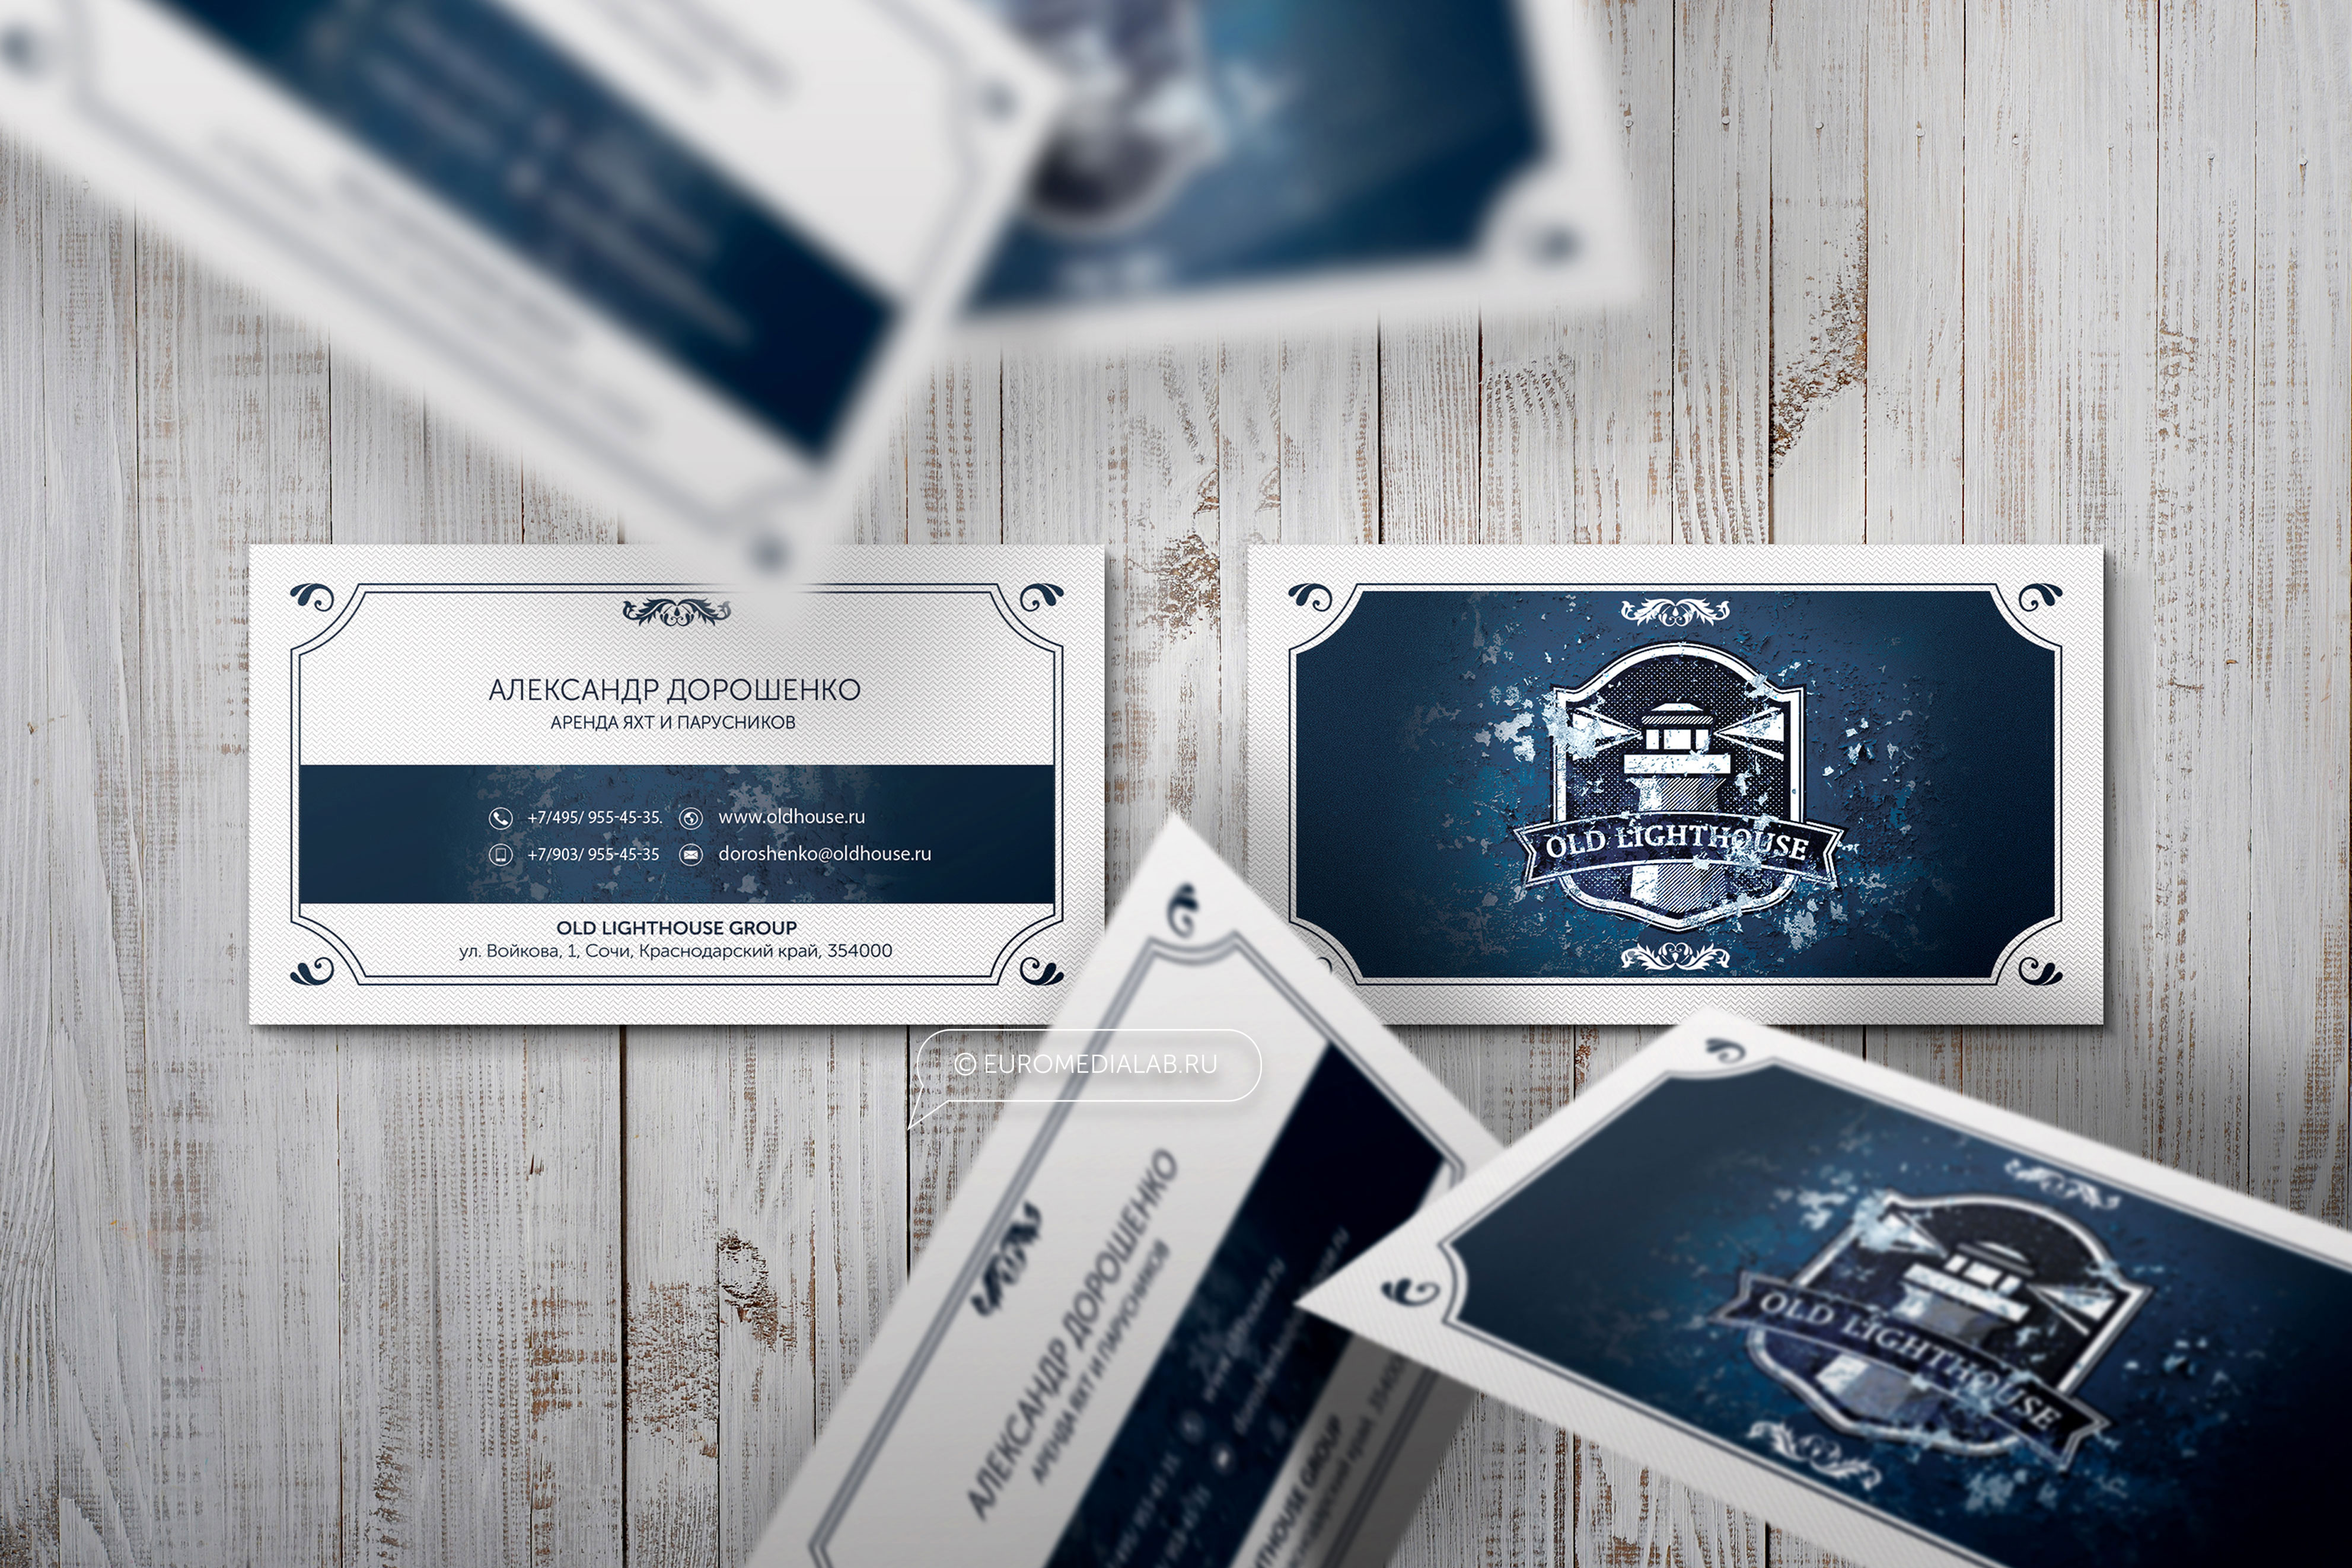 АЛЕКСАНДР ДОРОШЕНКО
АРЕНДА ЯХТ И ПАРУСНИКОВ
+7/495/ 955-45-35.
www.oldhouse.ru
+7/903/ 955-45-35
doroshenko@oldhouse.ru
OLD LIGHTHOUSE GROUP
ул. Войкова, 1, Сочи, Краснодарский край, 354000
OLD LIGHTHOUSE
© EUROMEDIALAB.RU
АЛЕКСАНДР ДОРОШЕНКО
АРЕНДА ЯХТ И ПАРУСНИКОВ
GROUP
OLD LIGHTHOUSE